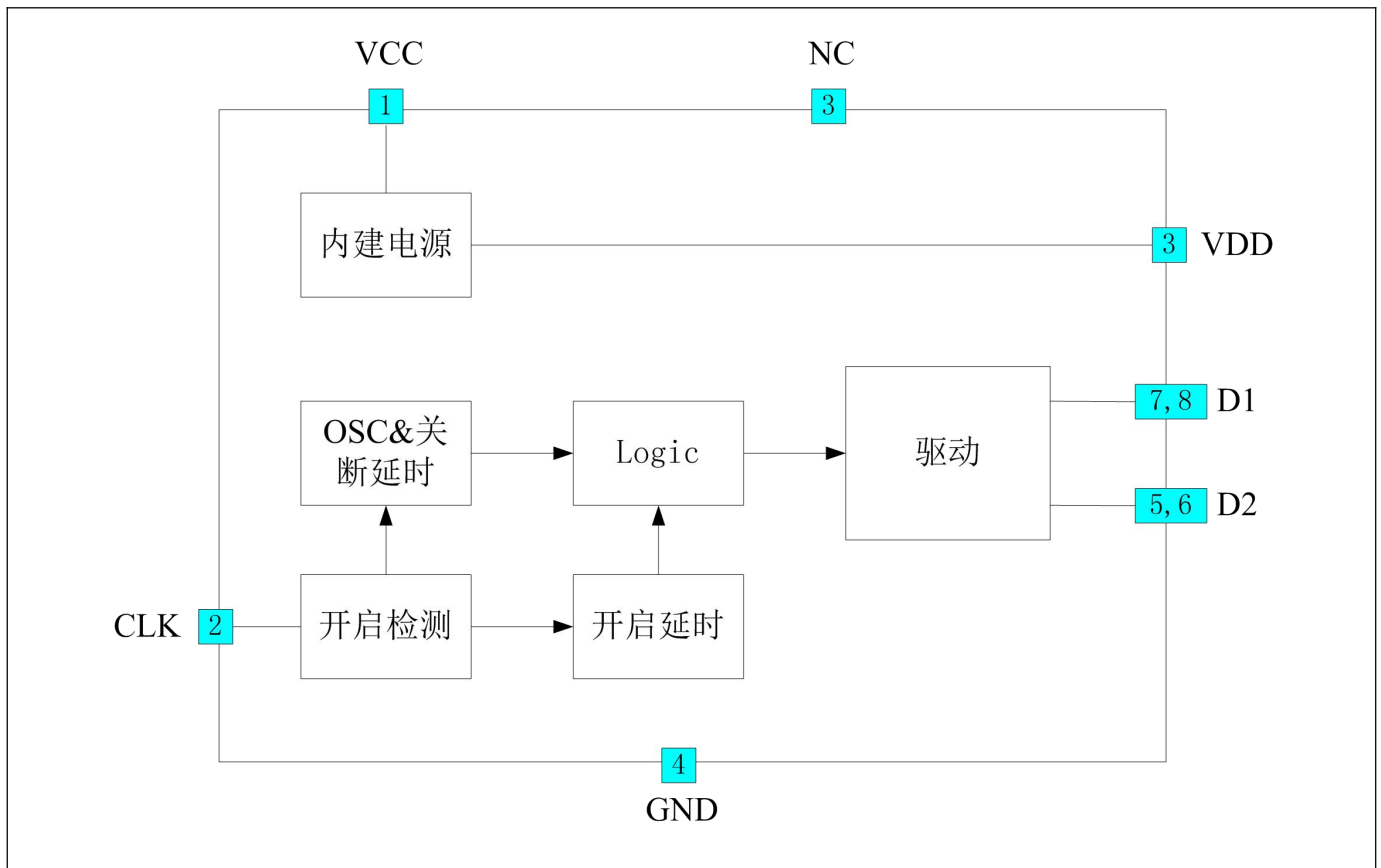 VCC
NC
1
3
内建电源
3
VDD
OSC&关
断延时
Logic
驱动
7,8
D1
5,6
D2
CLK
2
开启检测
开启延时
4
GND